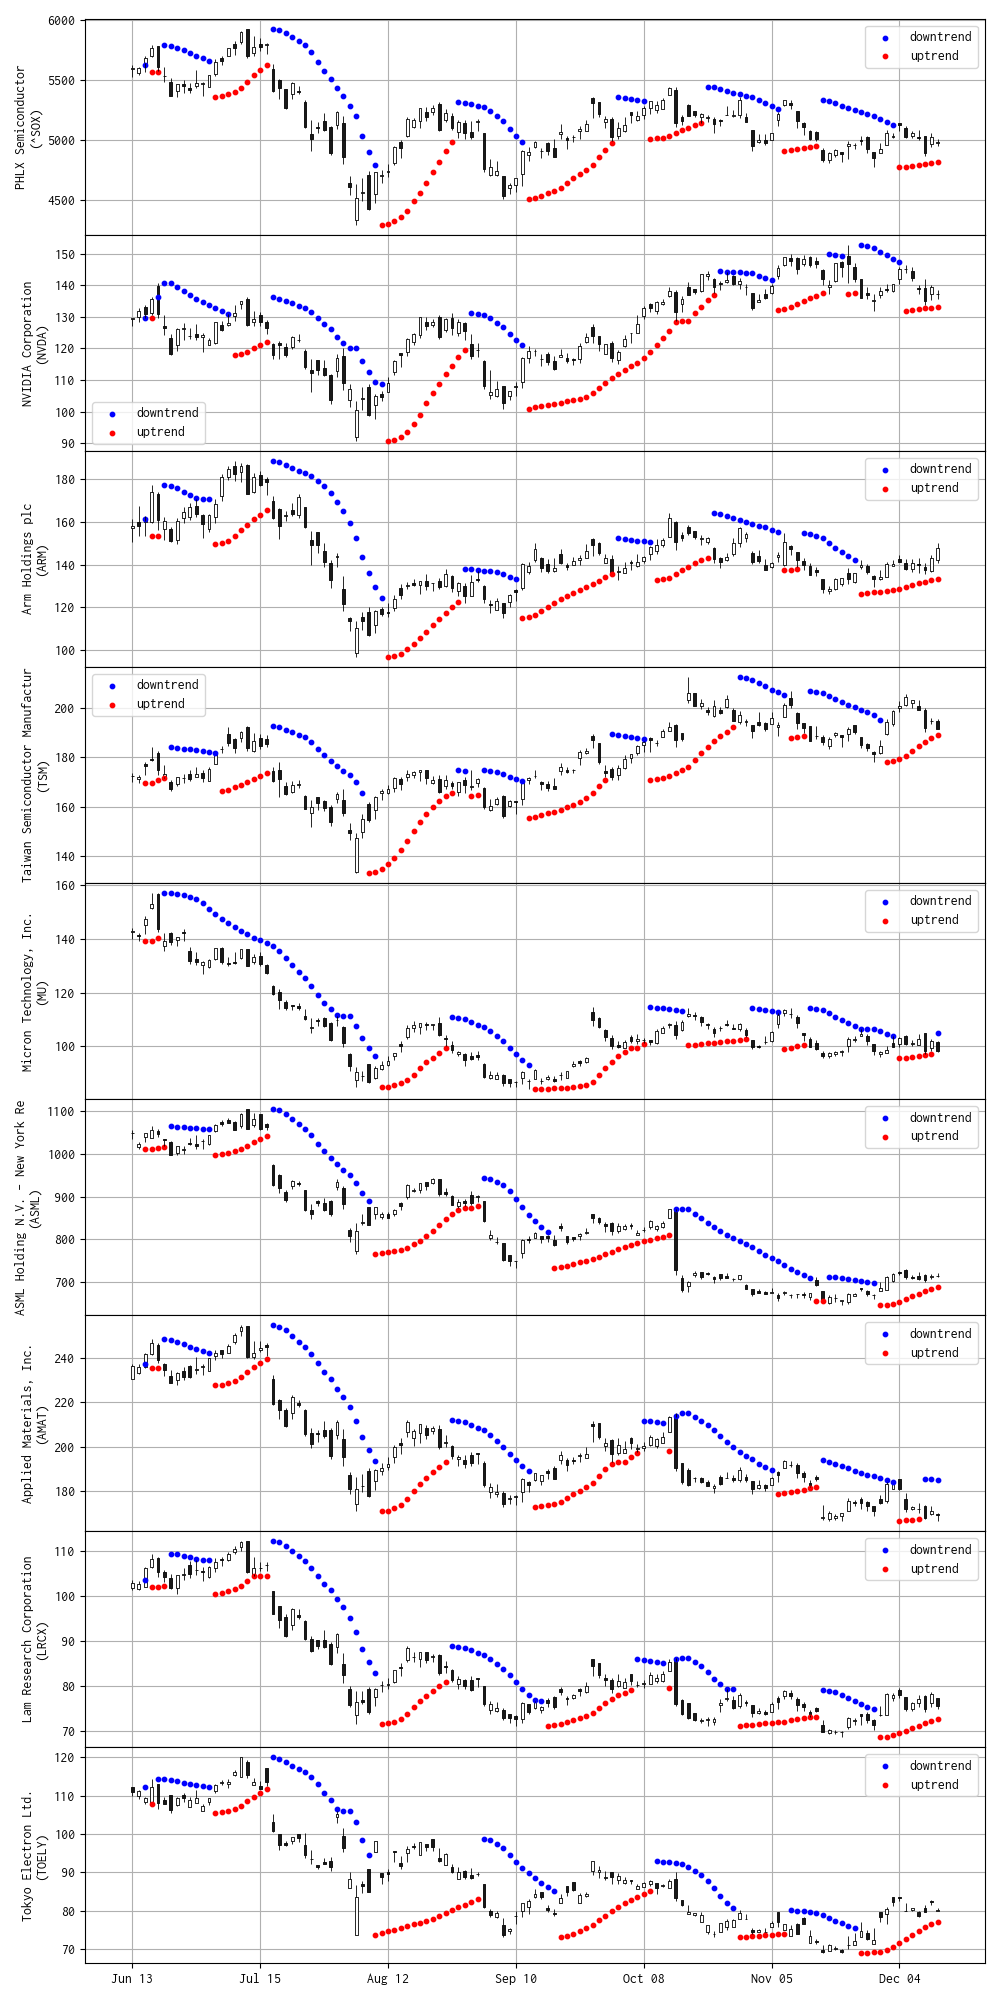 6000
5500
5000
4500
PHLX Semiconductor
(^SOX)
downtrend
uptrend
150
140
130
120
110
100
90
NVIDIA Corporation
(NVDA)
downtrend
uptrend
180
160
140
120
100
Arm Holdings plc
(ARM)
downtrend
uptrend
200
180
160
140
Taiwan Semiconductor Manufactur
(TSM)
downtrend
uptrend
160
140
120
100
Micron Technology, Inc.
(MU)
downtrend
uptrend
1100
1000
900
800
700
ASML Holding N.V. - New York Re
(ASML)
downtrend
uptrend
240
220
200
180
Applied Materials, Inc.
(AMAT)
downtrend
uptrend
110
100
90
80
70
Lam Research Corporation
(LRCX)
downtrend
uptrend
120
110
100
90
80
70
Tokyo Electron Ltd.
(TOELY)
downtrend
uptrend
Jun 13 Jul 15 Aug 12 Sep 10 Oct 08 Nov 05 Dec 04